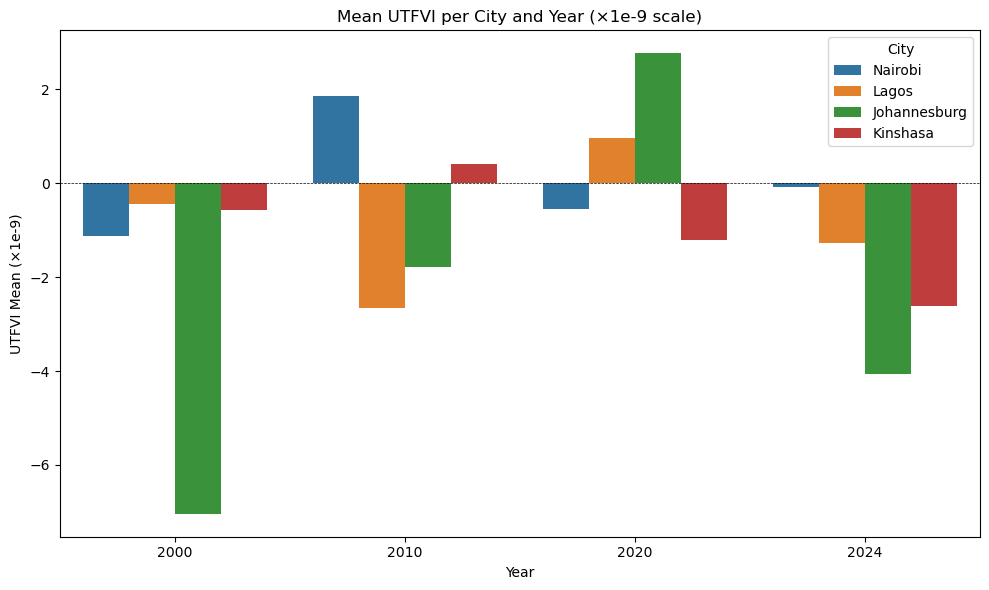 Mean UTFVI per City and Year (×1e-9 scale)
City
Nairobi
Lagos
Johannesburg
Kinshasa
UTFVI Mean (×1e-9)
2
0
−2
−4
−6
2000
2010
2020
2024
Year